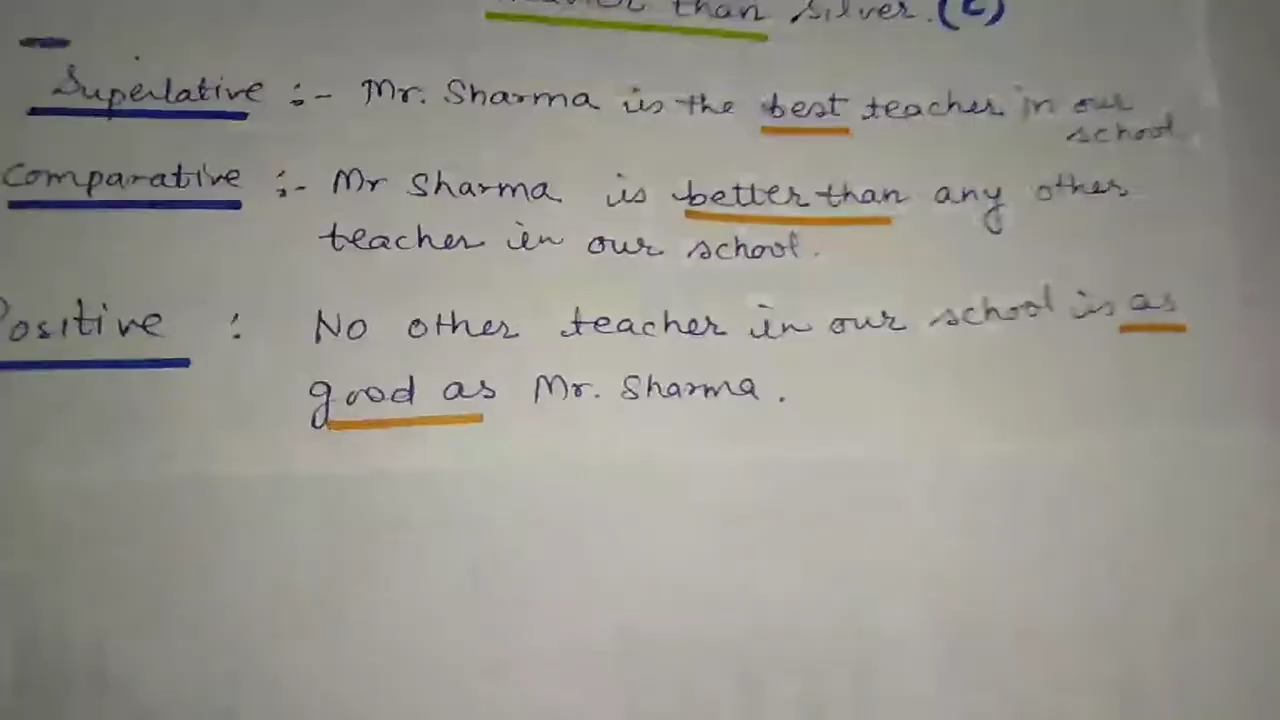 than silver. (C)
Superlative :- Mr. Sharma is the best teacher in our
school
Comparative :- Mr Sharma is better than any other
teacher in our school.
Positive : No other teacher in our school is as
good as Mr. Sharma.